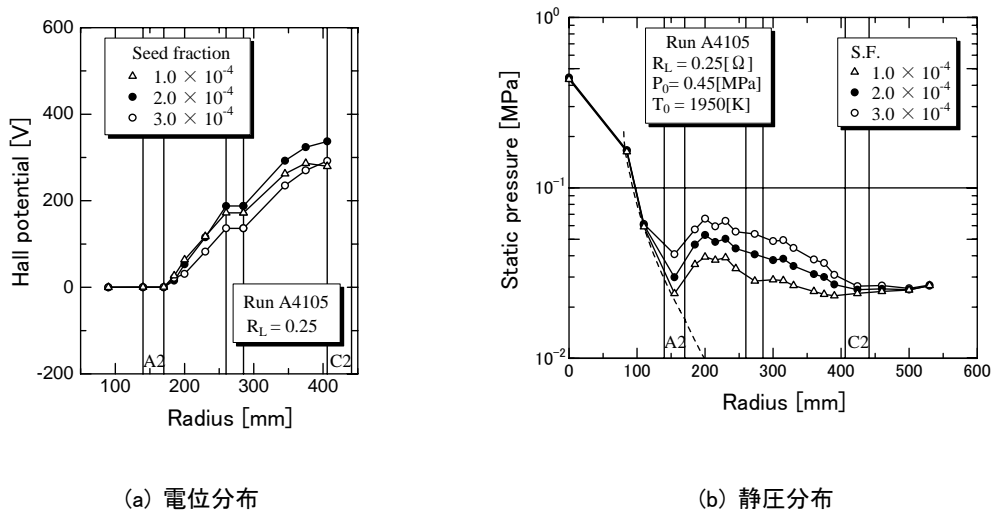 600
400
200
0
-200
Hall potential [V]
Seed fraction
1.0 × 10-4
2.0 × 10-4
3.0 × 10-4
Run A4105
RL = 0.25
A2
C2
100
200
300
400
Radius [mm]
(a) 電位分布
100
10-1
10-2
Static pressure [MPa]
Run A4105
RL = 0.25[Ω]
P0= 0.45[MPa]
T0 = 1950[K]
S.F.
1.0 × 10-4
2.0 × 10-4
3.0 × 10-4
A2
C2
0
100
200
300
400
500
600
Radius [mm]
(b) 静圧分布